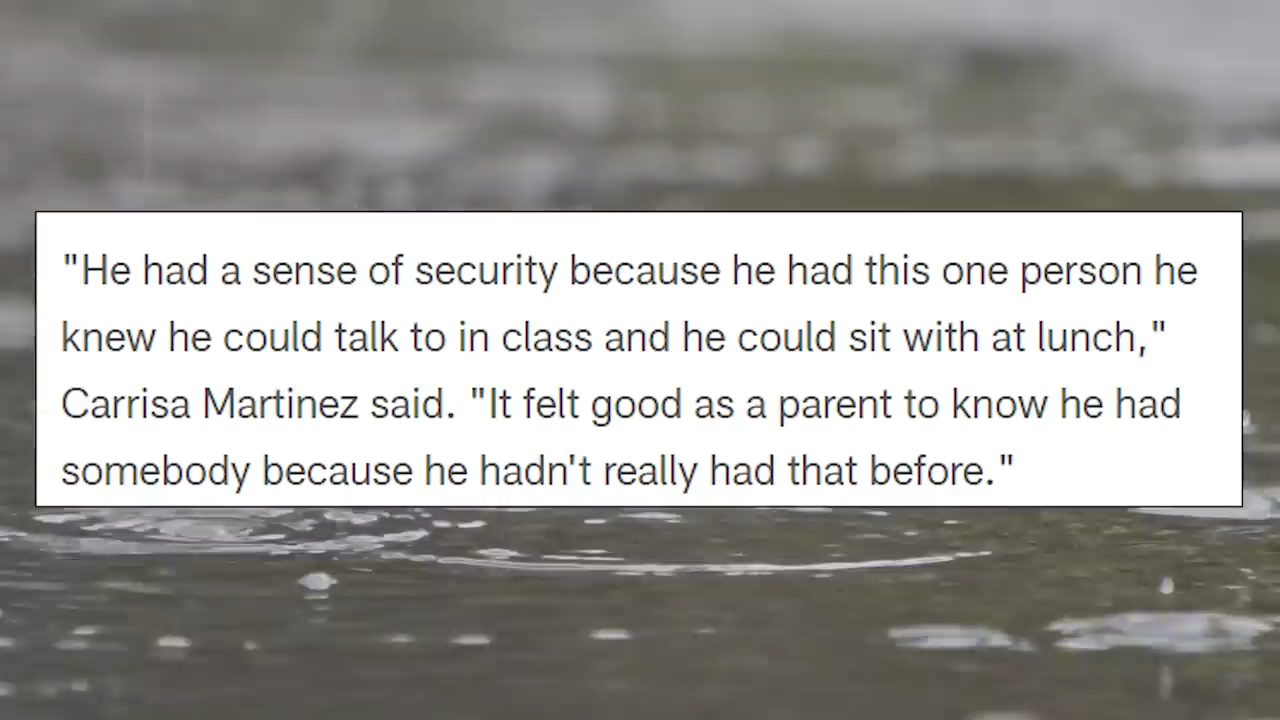 "He had a sense of security because he had this one person he
knew he could talk to in class and he could sit with at lunch,"
Carrisa Martinez said. "It felt good as a parent to know he had
somebody because he hadn't really had that before."